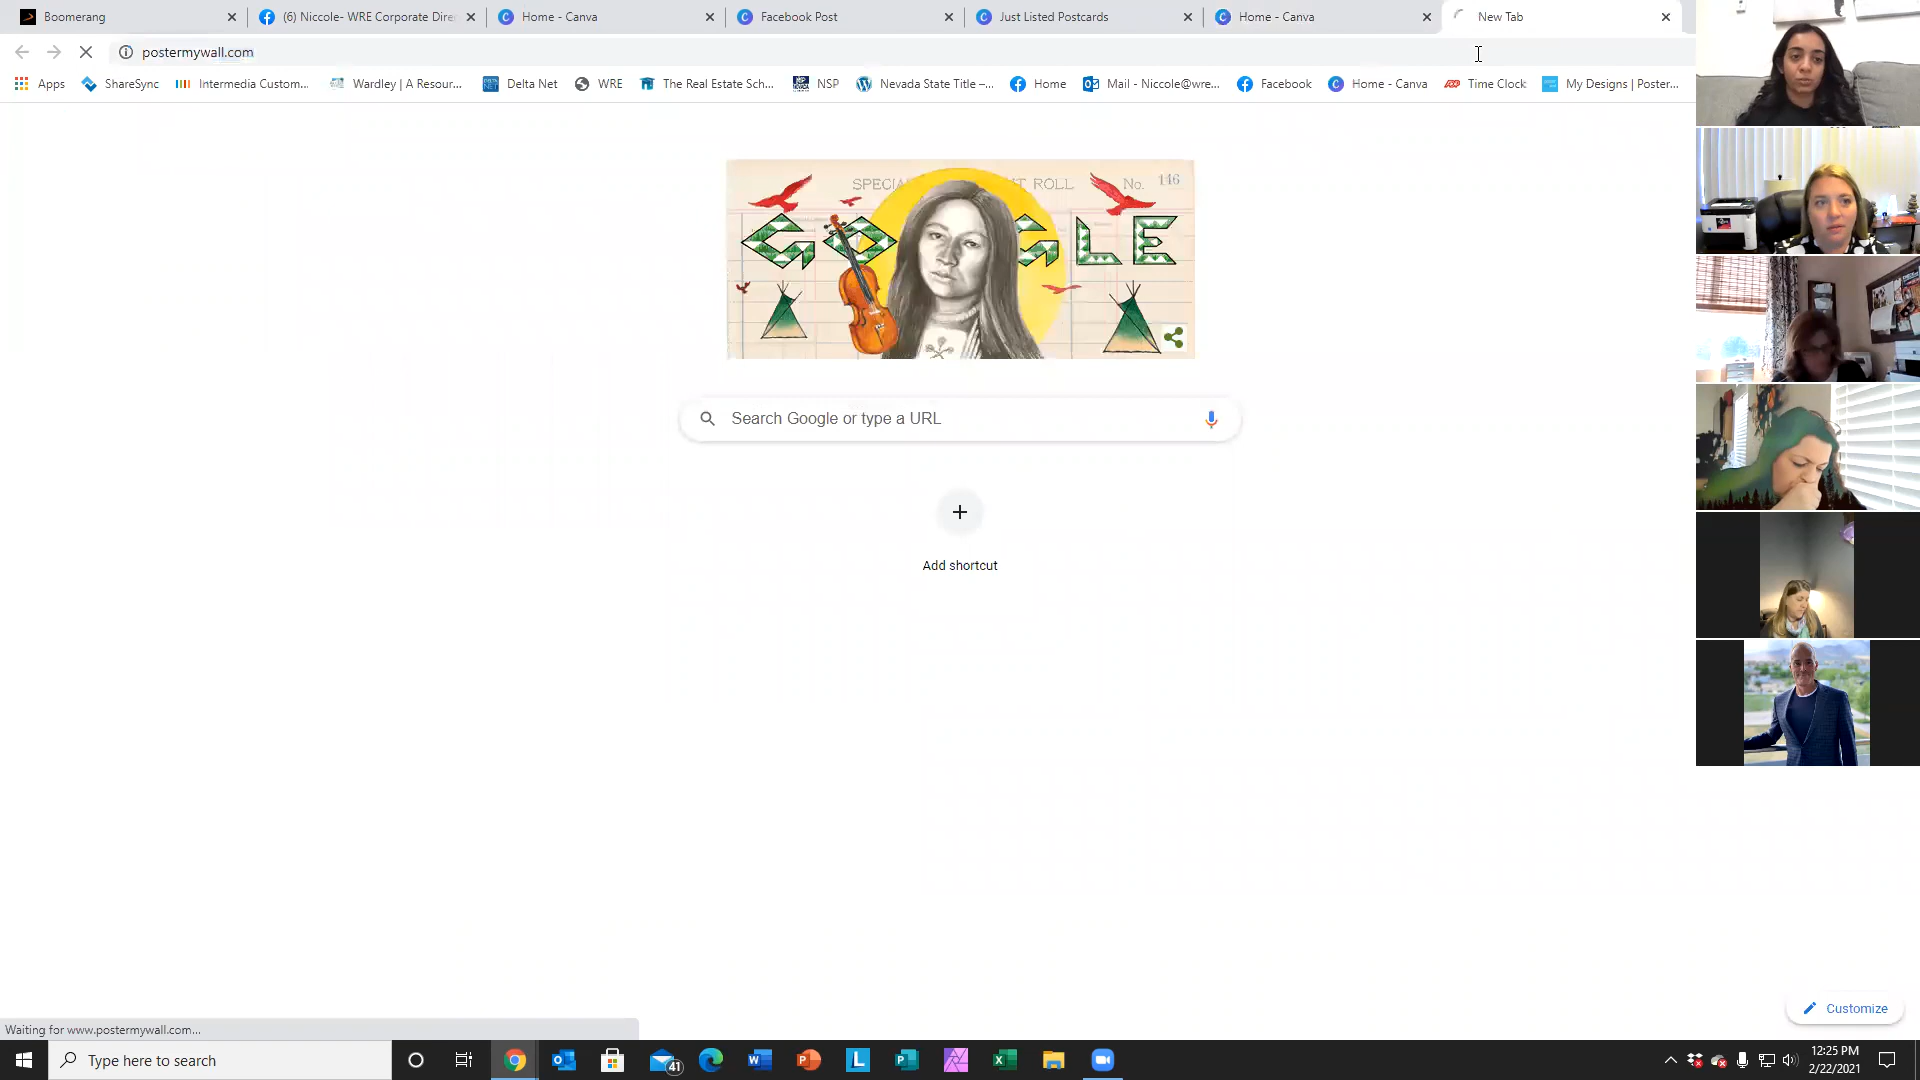 Boomerang
(6) Niccole- WRE Corporate Dire
Home - Canva
Facebook Post
Just Listed Postcards
Home - Canva
New Tab
postermywall.com
Apps
ShareSync
Intermedia Custom...
Wardley | A Resour...
Delta Net
WRE
The Real Estate Sch...
NSP
Nevada State Title –...
Home
Mail - Niccole@wre...
Facebook
Home - Canva
Time Clock
My Designs | Poster...
No. 146
GO GLE
Search Google or type a URL
Add shortcut
Customize
Waiting for www.postermywall.com...
Type here to search
41
12:25 PM
2/22/2021